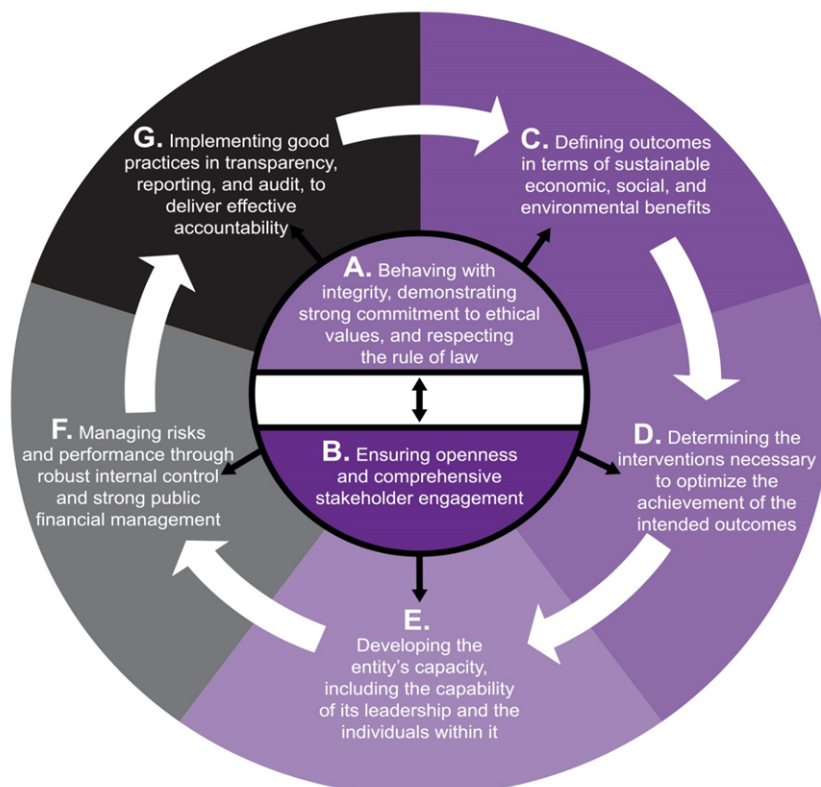 A. Behaving with
integrity, demonstrating
strong commitment to ethical
values, and respecting
the rule of law
B. Ensuring openness
and comprehensive
stakeholder engagement
C. Defining outcomes
in terms of sustainable
economic, social, and
environmental benefits
D. Determining the
interventions necessary
to optimize the
achievement of the
intended outcomes
E.
Developing the
entity's capacity,
including the capability
of its leadership and the
individuals within it
F. Managing risks
and performance through
robust internal control
and strong public
financial management
G. Implementing good
practices in transparency,
reporting, and audit, to
deliver effective
accountability